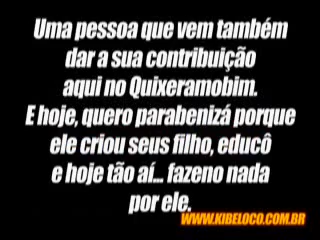 Uma pessoa que vem também
dar a sua contribuição
aqui no Quixeramobim.
E hoje, quero parabenizá porque
ele criou seus filho, educô
e hoje tão aí... fazeno nada
por ele.
WWW.KIBELOCO.COM.BR